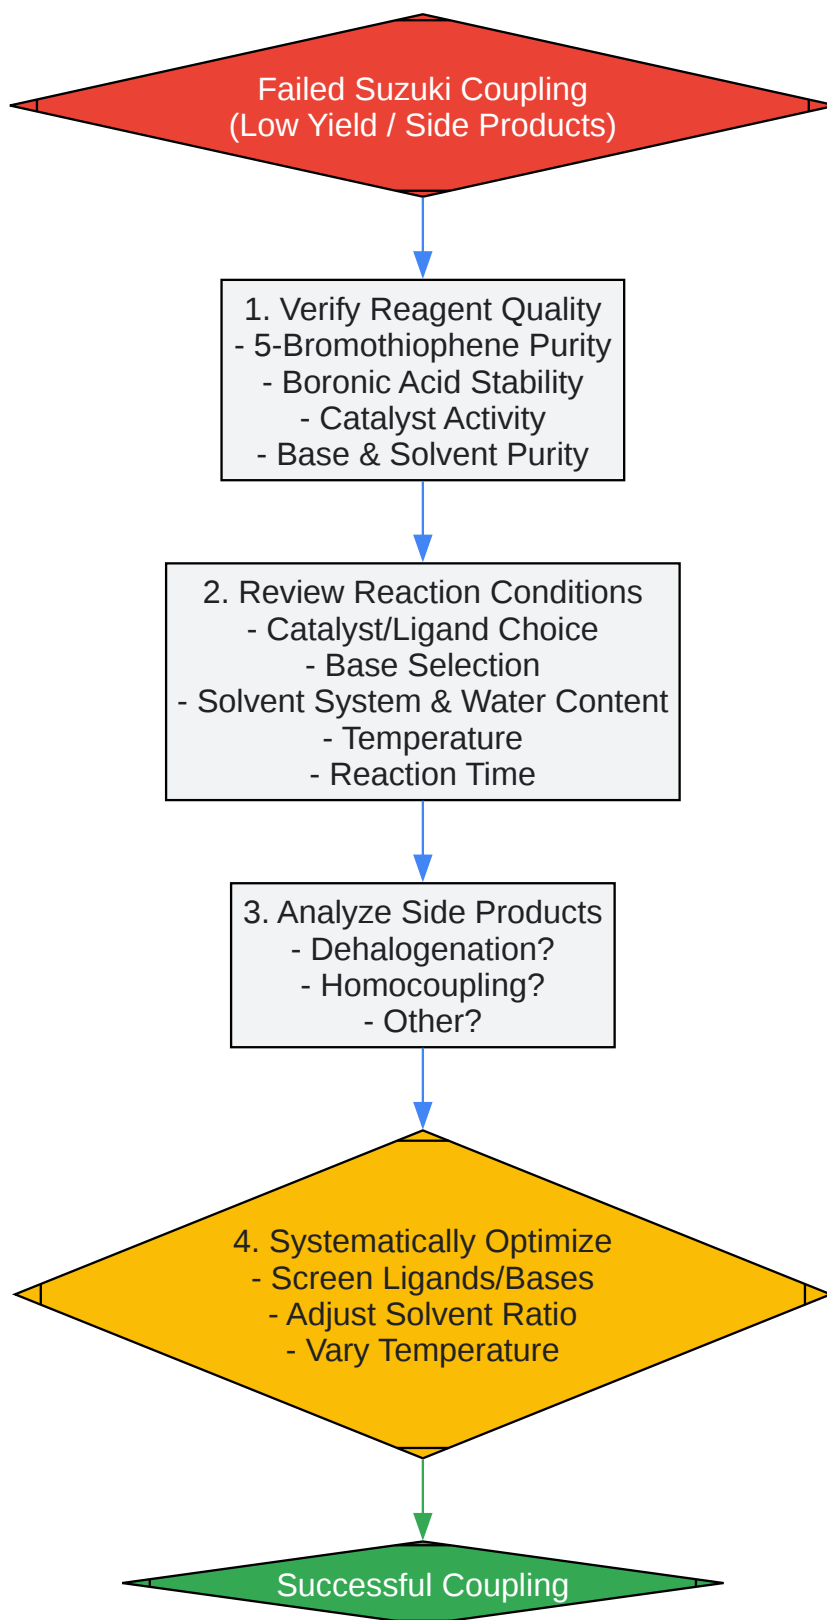 Failed Suzuki Coupling
(Low Yield / Side Products)
1. Verify Reagent Quality
- 5-Bromothiophene Purity
- Boronic Acid Stability
- Catalyst Activity
- Base & Solvent Purity
2. Review Reaction Conditions
- Catalyst/Ligand Choice
- Base Selection
- Solvent System & Water Content
- Temperature
- Reaction Time
3. Analyze Side Products
- Dehalogenation?
- Homocoupling?
- Other?
4. Systematically Optimize
- Screen Ligands/Bases
- Adjust Solvent Ratio
- Vary Temperature
Successful Coupling